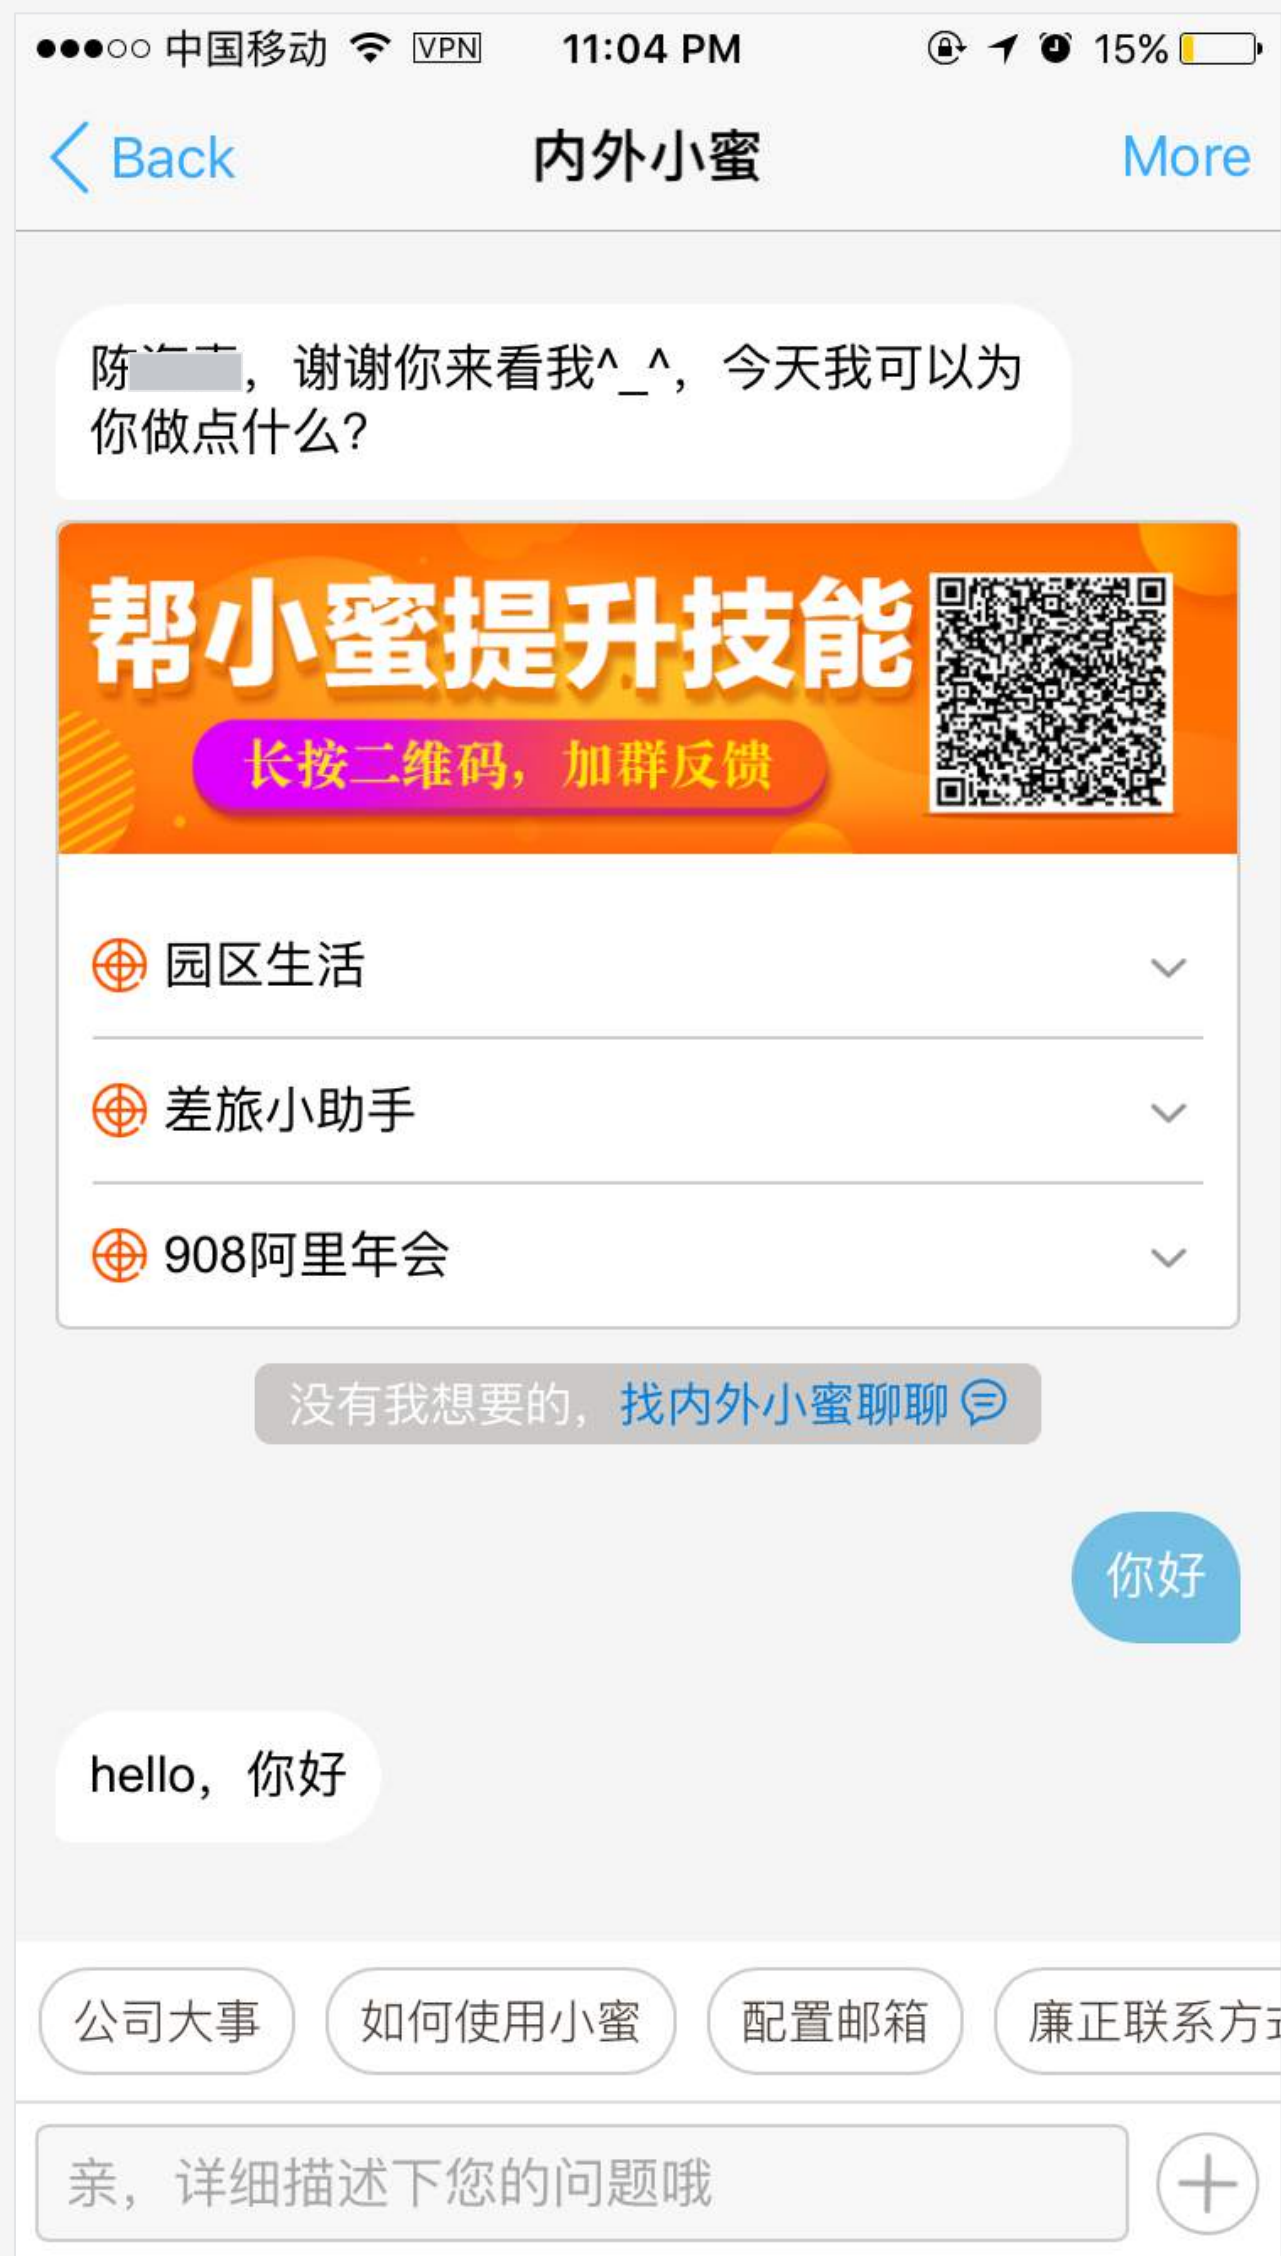 中国移动 VPN 11:04 PM 15%
Back 内外小蜜 More
陈 ，谢谢你来看我^_^，今天我可以为
你做点什么？
帮小蜜提升技能
长按二维码，加群反馈
园区生活
差旅小助手
908阿里年会
没有我想要的，找内外小蜜聊聊
你好
hello，你好
公司大事 如何使用小蜜 配置邮箱 廉正联系方
亲，详细描述下您的问题哦